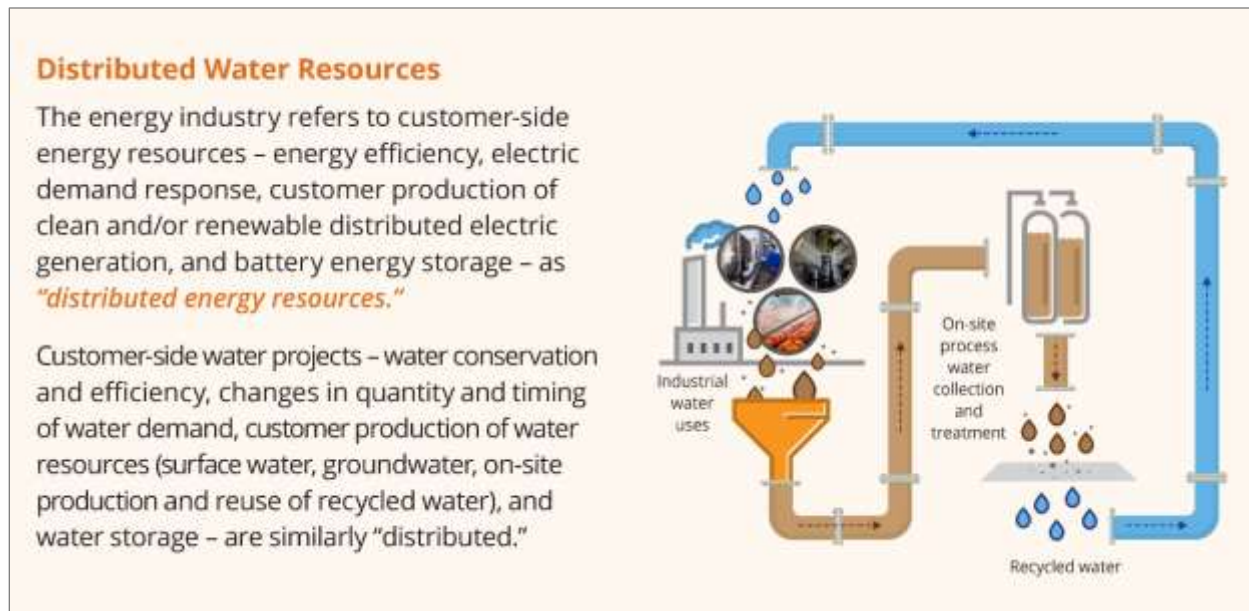 Distributed Water Resources
The energy industry refers to customer-side
energy resources – energy efficiency, electric
demand response, customer production of
clean and/or renewable distributed electric
generation, and battery energy storage – as
“distributed energy resources.”
Customer-side water projects – water conservation
and efficiency, changes in quantity and timing
of water demand, customer production of water
resources (surface water, groundwater, on-site
production and reuse of recycled water), and
water storage – are similarly “distributed.”
Industrial
water
uses
On-site
process
water
collection
and
treatment
Recycled water